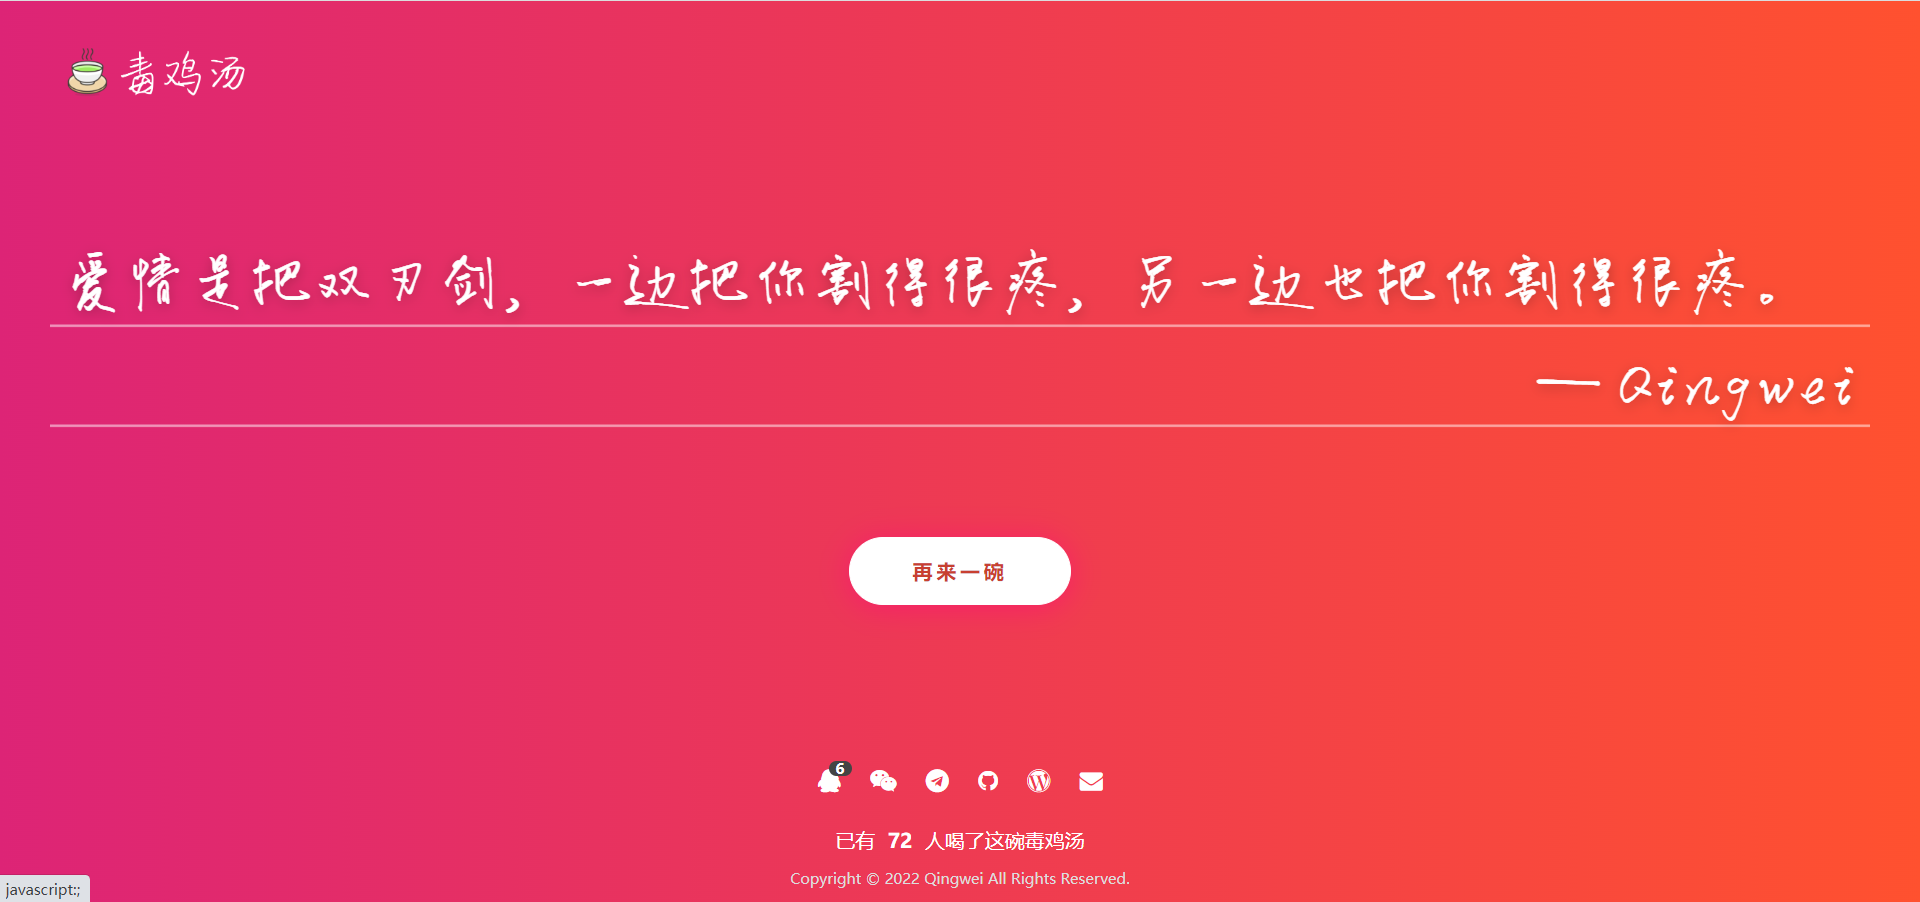 毒鸡汤
爱情是把双刃剑，一边把你割得很疼，另一边也把你割得很疼。
— Qingwei
再来一碗
6
已有 72 人喝了这碗毒鸡汤
Copyright © 2022 Qingwei All Rights Reserved.
javascript:;